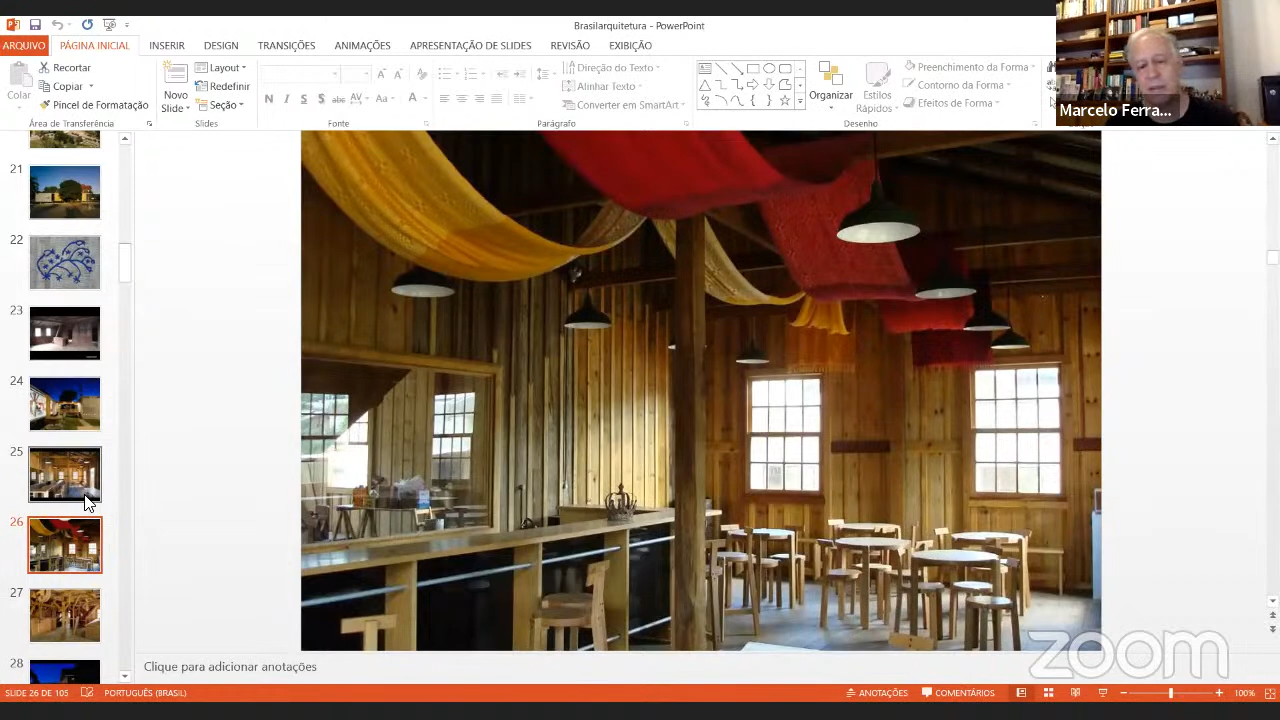 Brasilarquitetura - PowerPoint
ARQUIVO PÁGINA INICIAL INSERIR DESIGN TRANSIÇÕES ANIMAÇÕES APRESENTAÇÃO DE SLIDES REVISÃO EXIBIÇÃO
Colar
Recortar
Copiar
Pincel de Formatação
Área de Transferência
Novo
Slide
Layout
Redefinir
Seção
Slides
N I S S abc AV Aa A
Fonte
Direção do Texto
Alinhar Texto
Converter em SmartArt
Parágrafo
Organizar
Estilos
Rápidos
Preenchimento da Forma
Contorno da Forma
Efeitos de Forma
Desenho
Marcelo Ferra...
21
22
23
24
25
26
27
28
Clique para adicionar anotações
zoom
SLIDE 26 DE 105 PORTUGUÊS (BRASIL) ANOTAÇÕES COMENTÁRIOS 100%